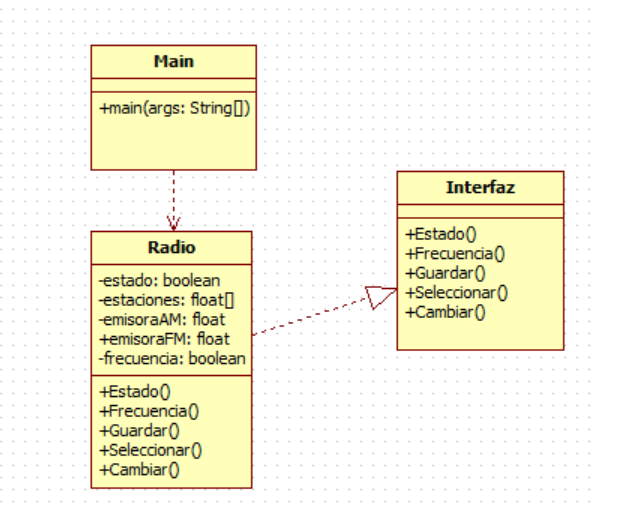 Main
+main(args: String[])
Radio
-estado: boolean
-estaciones: float[]
-emisoraAM: float
+emisoraFM: float
-frecuencia: boolean
+Estado()
+Frecuencia()
+Guardar()
+Seleccionar()
+Cambiar()
Interfaz
+Estado()
+Frecuencia()
+Guardar()
+Seleccionar()
+Cambiar()